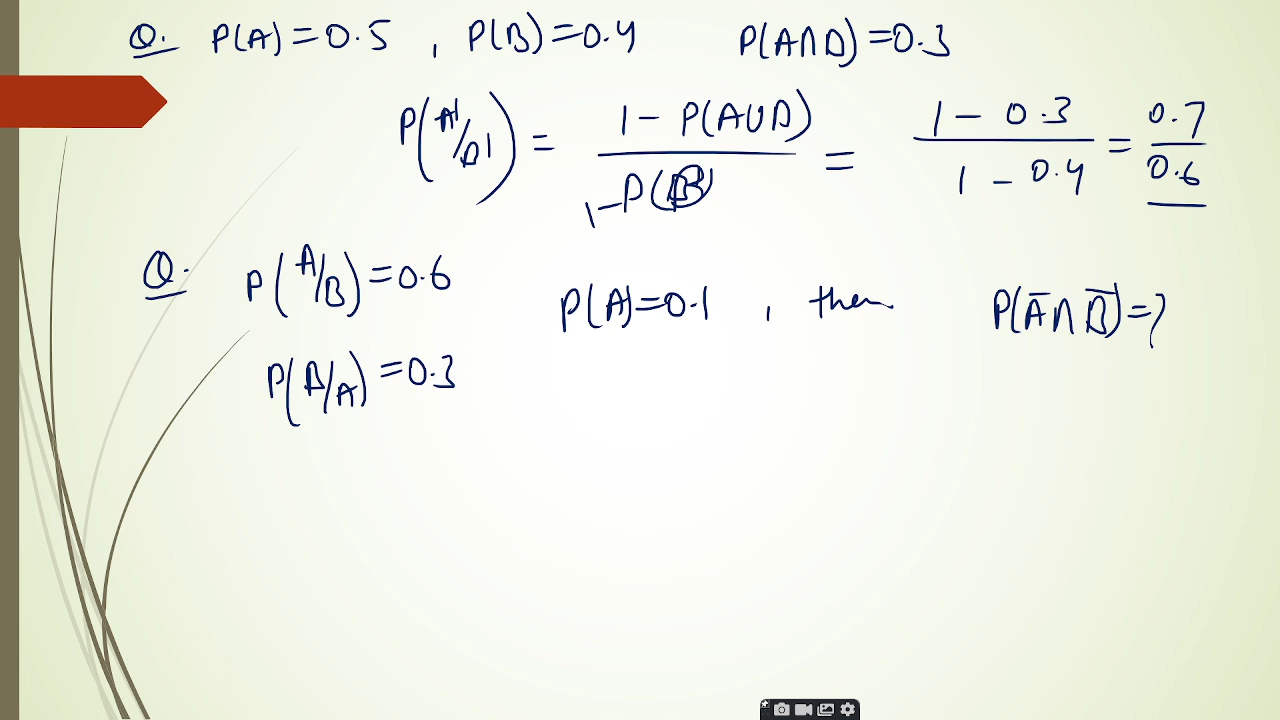 Q. P(A) = 0.5 , P(B) = 0.4 P(A∩B) = 0.3
P(A'/B') = 1 - P(A∪B) / 1 - P(B) = 1 - 0.3 / 1 - 0.4 = 0.7 / 0.6
Q. P(A/B) = 0.6 P(A) = 0.1 , then P(A̅ ∩ B̅) = ?
P(B/A) = 0.3